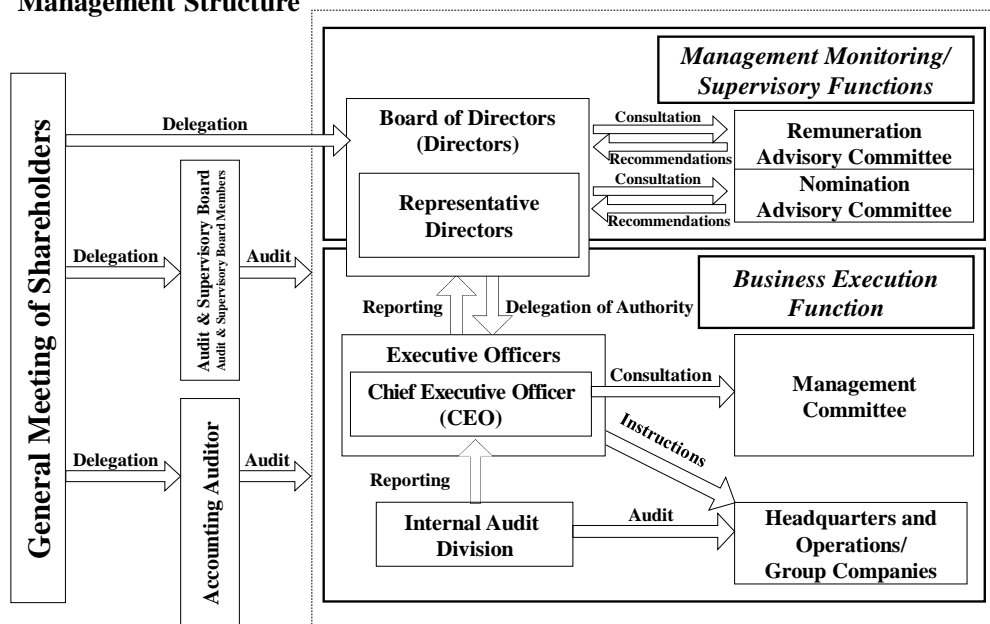 Management Structure
General Meeting of Shareholders
Delegation
Delegation
Delegation
Audit & Supervisory Board
Audit & Supervisory Board Members
Accounting Auditor
Audit
Audit
Management Monitoring/
Supervisory Functions
Board of Directors
(Directors)
Representative
Directors
Consultation
Recommendations
Consultation
Recommendations
Remuneration
Advisory Committee
Nomination
Advisory Committee
Business Execution
Function
Reporting
Delegation of Authority
Executive Officers
Chief Executive Officer
(CEO)
Consultation
Management
Committee
Instructions
Reporting
Internal Audit
Division
Audit
Headquarters and
Operations/
Group Companies